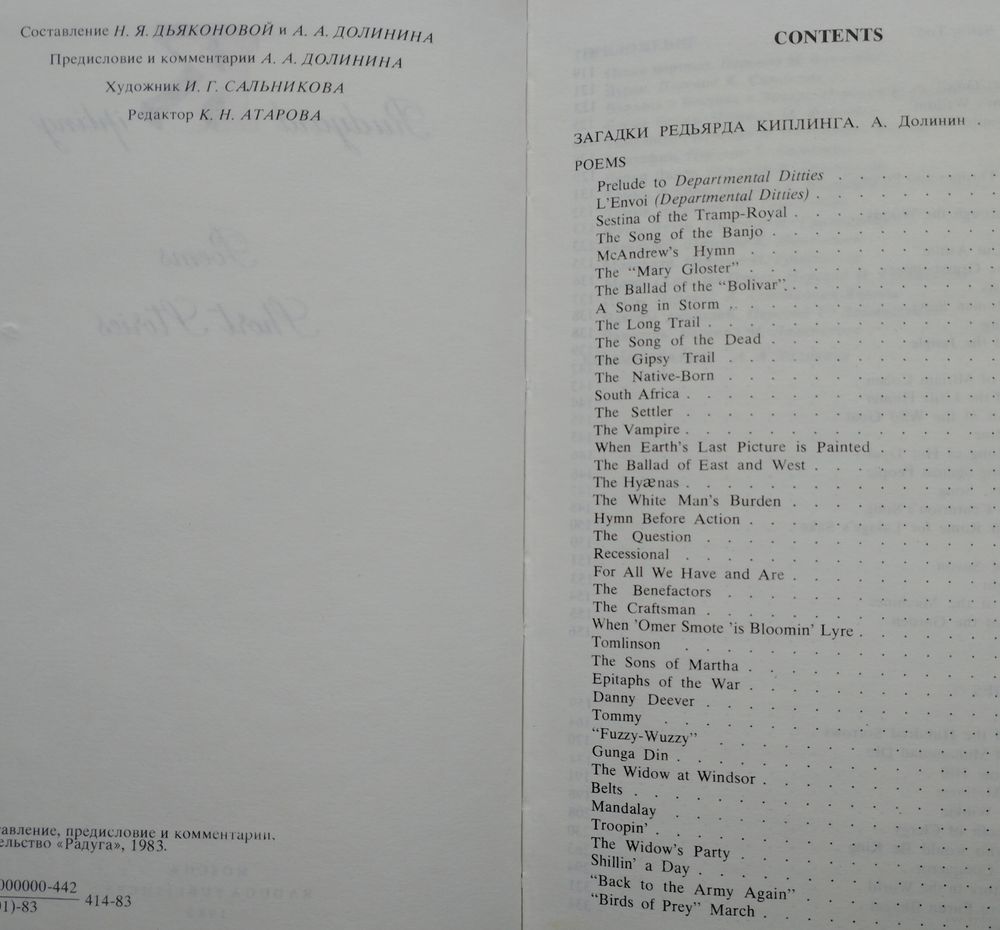 Составление Н. Я. ДЬЯКОНОВОЙ и А. А. ДОЛИНИНА
Предисловие и комментарии А. А. ДОЛИНИНА
Художник И. Г. САЛЬНИКОВА
Редактор К. Н. АТАРОВА
тавление, предисловие и комментарии.
ельство «Радуга», 1983.
000000-442
01)-83
414-83
CONTENTS
ЗАГАДКИ РЕДЬЯРДА КИПЛИНГА. А. Долинин .
POEMS
Prelude to Departmental Ditties
L'Envoi (Departmental Ditties)
Sestina of the Tramp-Royal
The Song of the Banjo
McAndrew's Hymn
The “Mary Gloster”
The Ballad of the “Bolivar”.
A Song in Storm
The Long Trail
The Song of the Dead
The Gipsy Trail
The Native-Born
South Africa
The Settler
The Vampire
When Earth's Last Picture is Painted
The Ballad of East and West
The Hyænas
The White Man's Burden
Hymn Before Action
The Question
Recessional
For All We Have and Are
The Benefactors
The Craftsman
When 'Omer Smote 'is Bloomin' Lyre
Tomlinson
The Sons of Martha
Epitaphs of the War
Danny Deever
Tommy
“Fuzzy-Wuzzy”
Gunga Din
The Widow at Windsor
Belts
Mandalay
Troopin'
The Widow's Party
Shillin' a Day
“Back to the Army Again”
“Birds of Prey” March